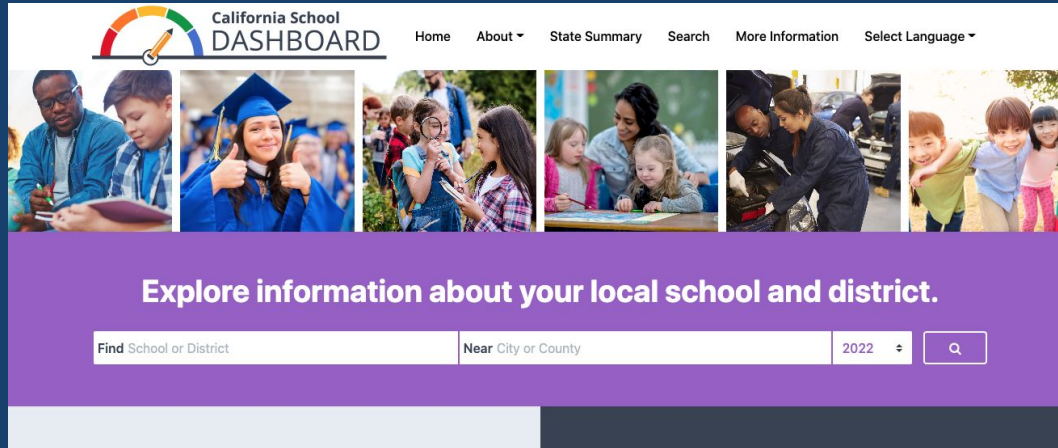 California School
DASHBOARD
Home About State Summary Search More Information Select Language
Explore information about your local school and district.
Find School or District Near City or County 2022